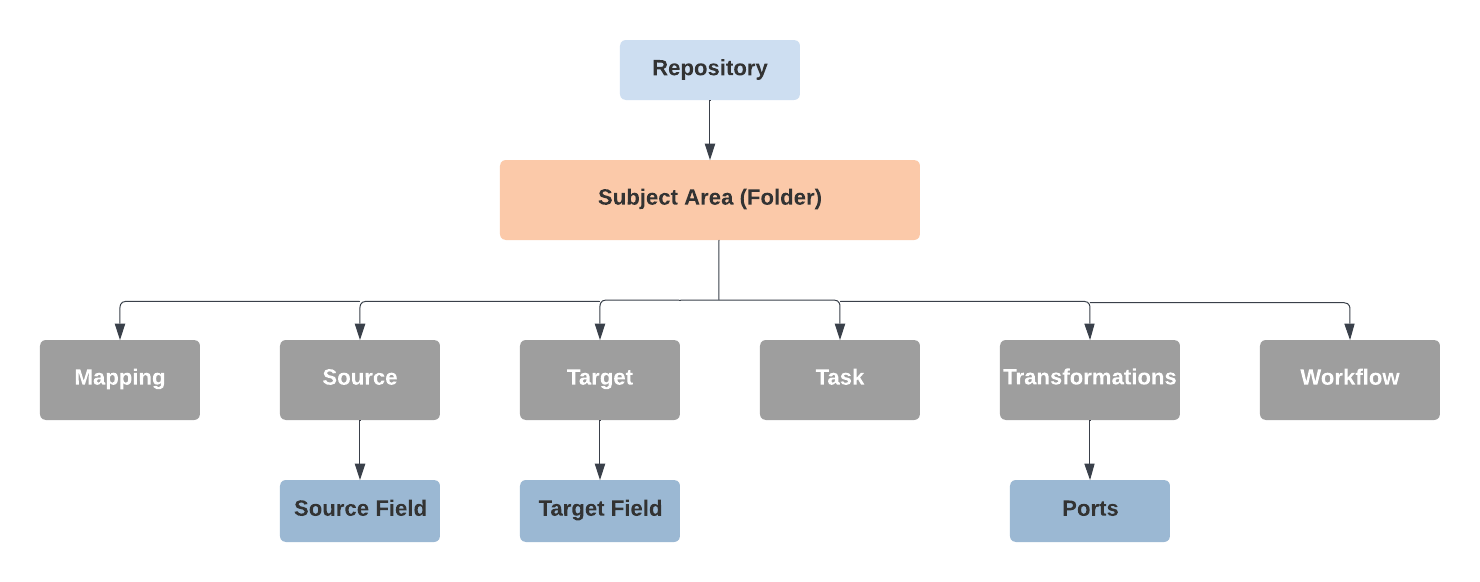 Repository
Subject Area (Folder)
Mapping
Source
Target
Task
Transformations
Workflow
Source Field
Target Field
Ports